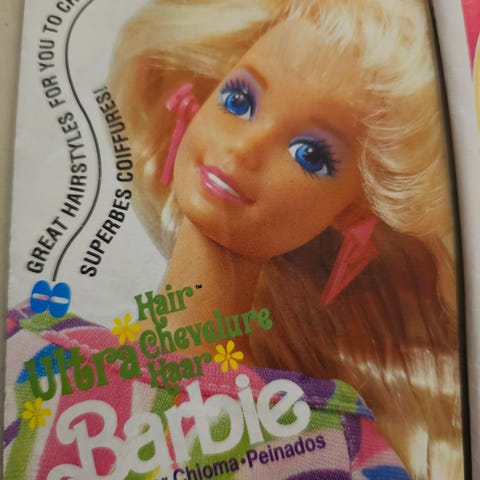 GREAT HAIRSTYLES FOR YOU TO
SUPERBES COIFFURES!
Hair™
Ultra Chevelure
Haar
Barbie
Chioma•Peinados